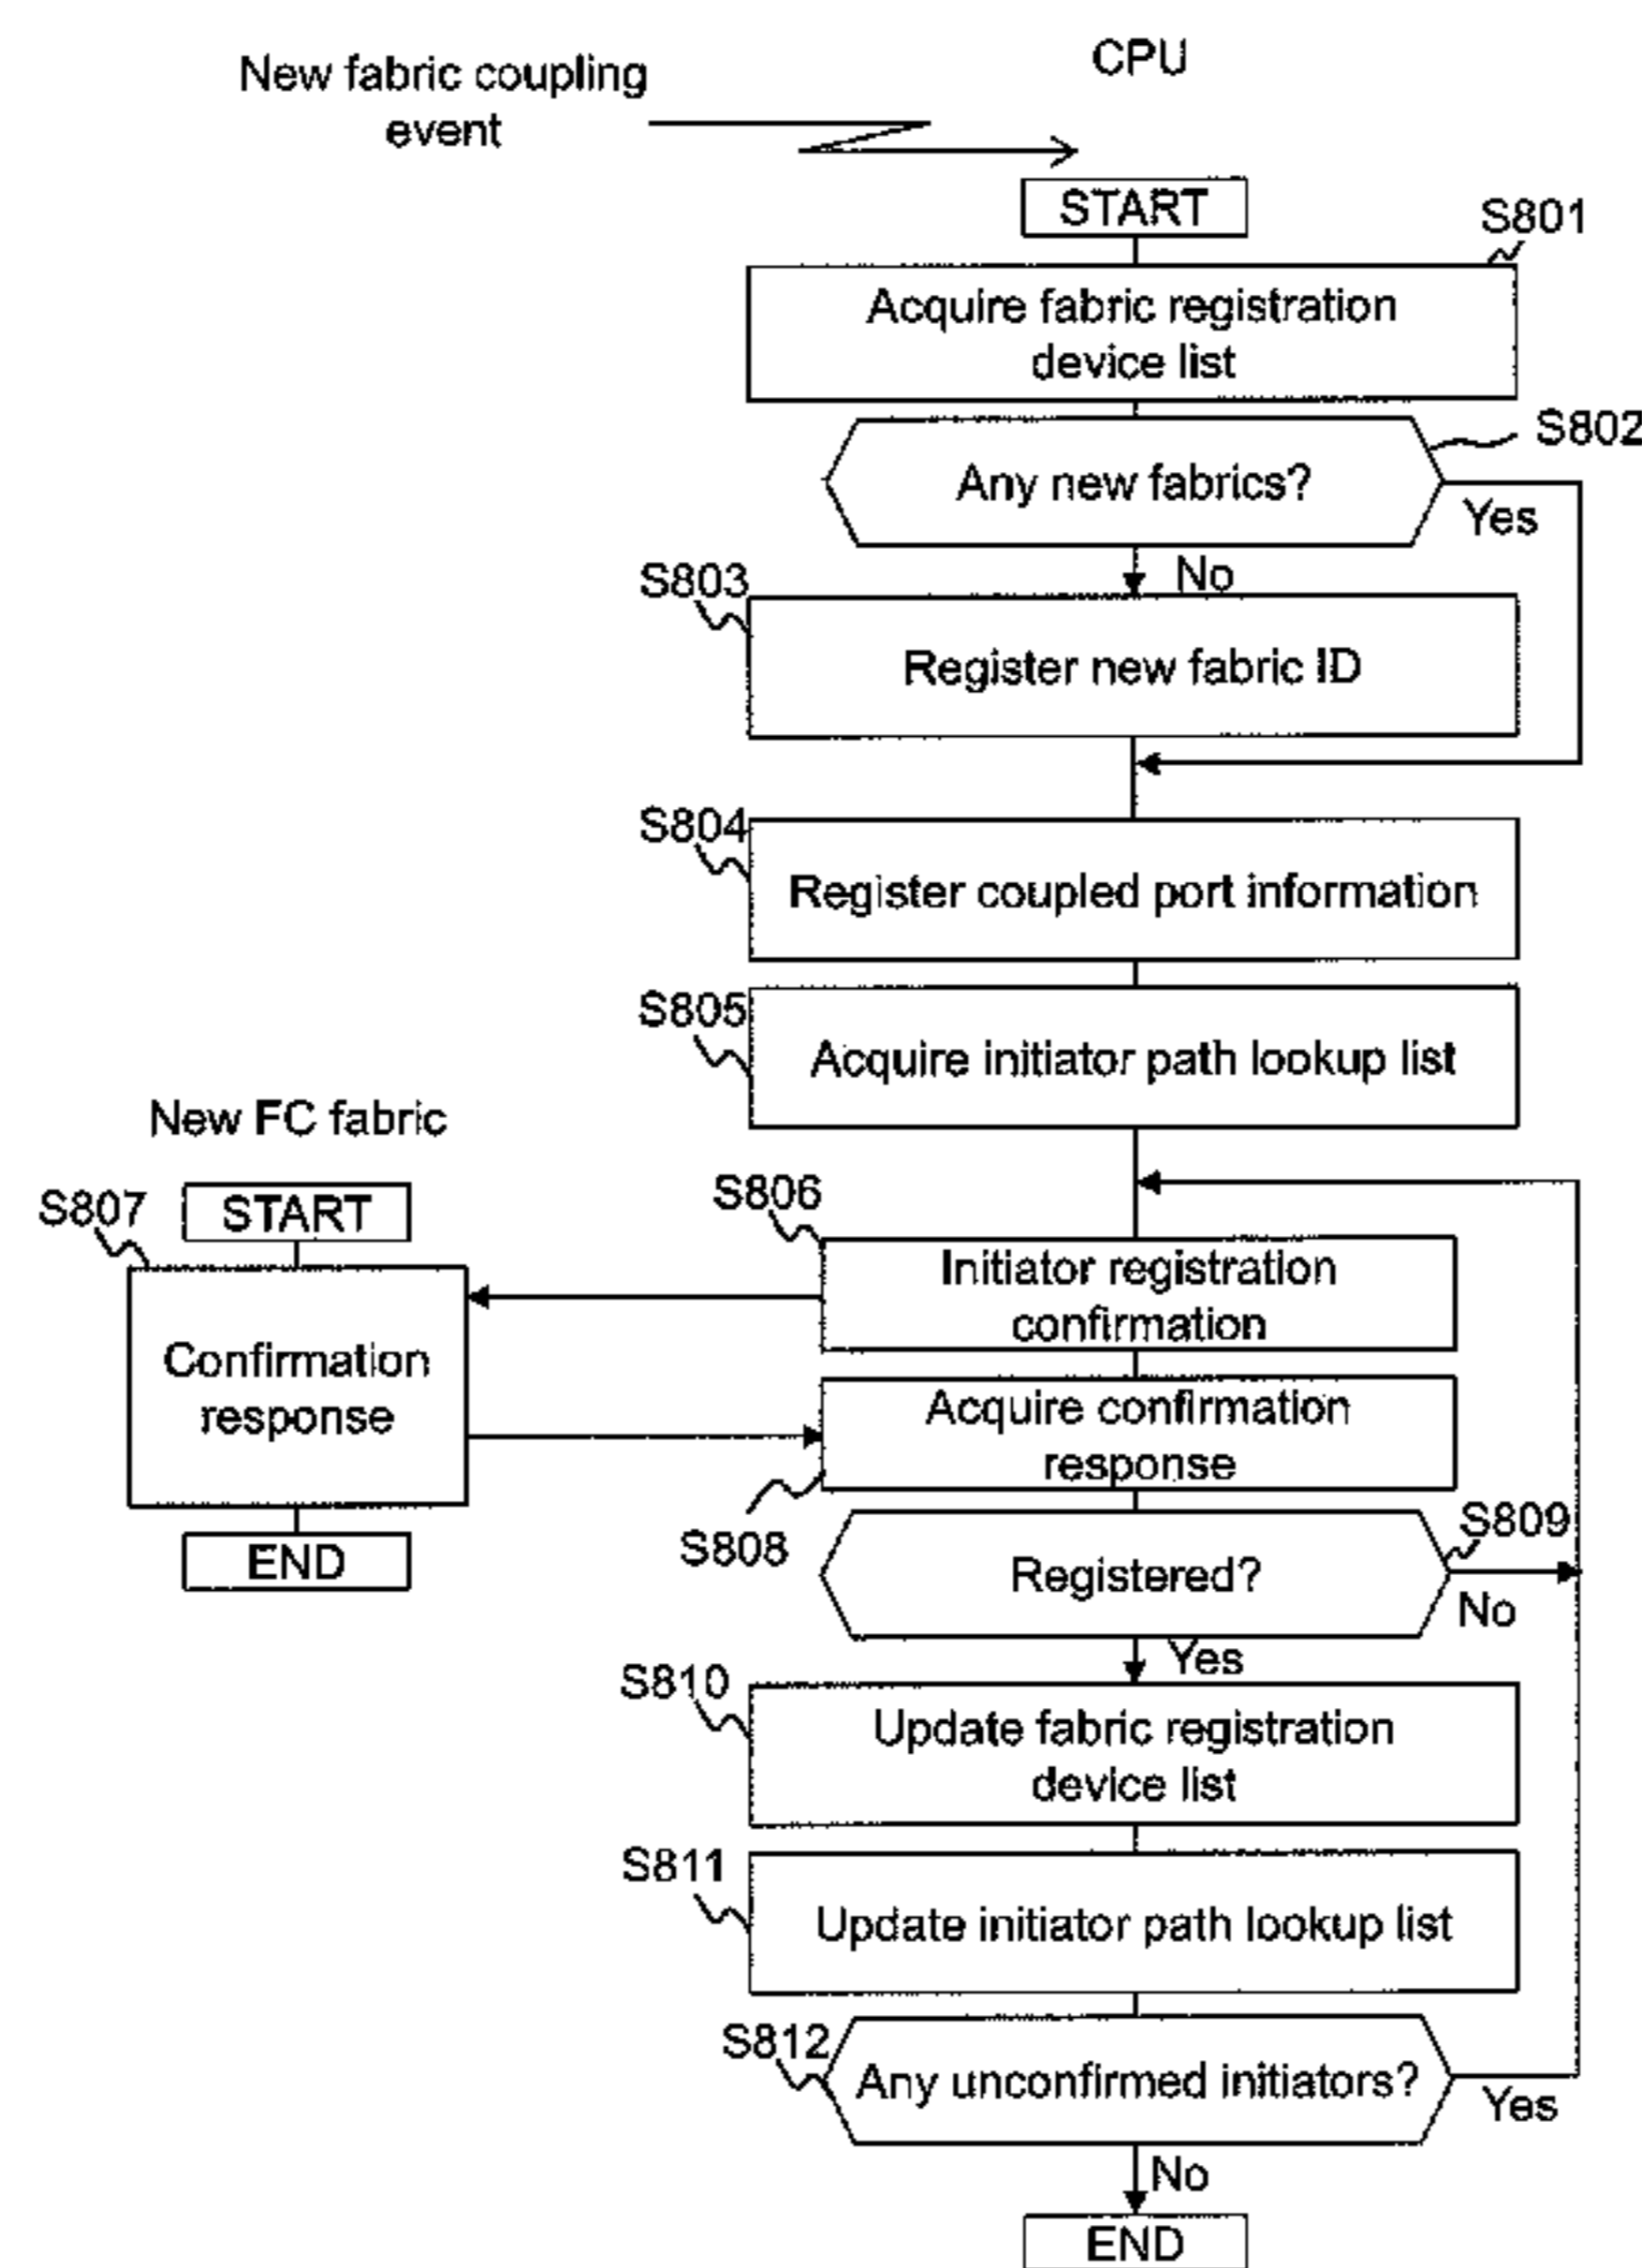 New fabric coupling
event
CPU
START
S801
Acquire fabric registration
device list
S802
Any new fabrics?
Yes
No
S803
Register new fabric ID
S804
Register coupled port information
S805
Acquire initiator path lookup list
New FC fabric
S807
START
Confirmation
response
END
S806
Initiator registration
confirmation
Acquire confirmation
response
S808
S809
Registered?
No
Yes
S810
Update fabric registration
device list
S811
Update initiator path lookup list
S812
Any unconfirmed initiators?
Yes
No
END